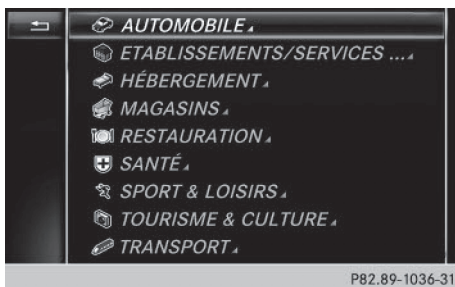 AUTOMOBILE
ETABLISSEMENTS/SERVICES ...
HÉBERGEMENT
MAGASINS
RESTAURATION
SANTÉ
SPORT & LOISIRS
TOURISME & CULTURE
TRANSPORT
P82.89-1036-31